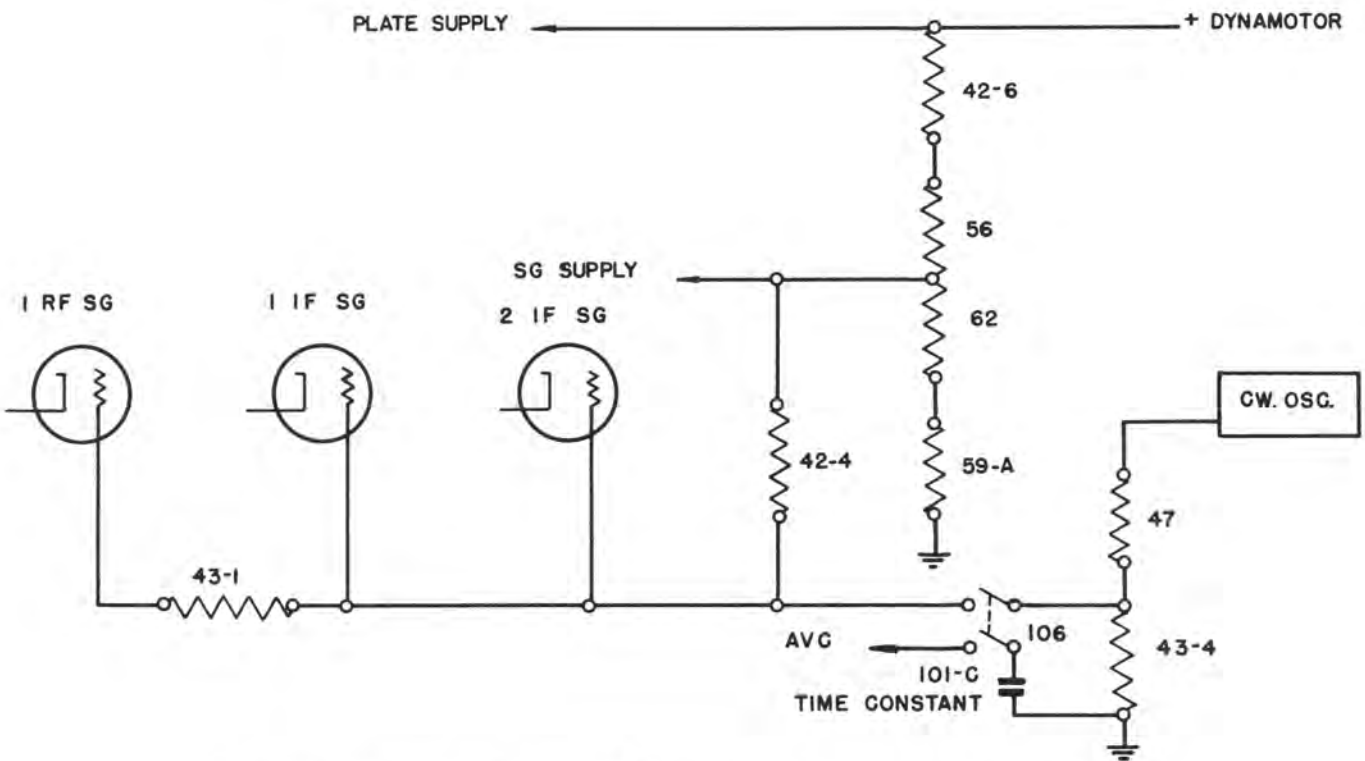 PLATE SUPPLY
+ DYNAMOTOR
42-6
56
SG SUPPLY
1 RF SG
1 IF SG
2 IF SG
62
CW. OSC.
42-4
59-A
47
43-1
AVC
106
43-4
101-C
TIME CONSTANT